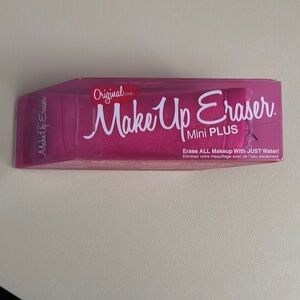 Original
MakeUp Eraser
MakeUp Eraser
Mini PLUS
Erase ALL Makeup With JUST Water!
Éliminez votre maquillage avec de l'eau seulement